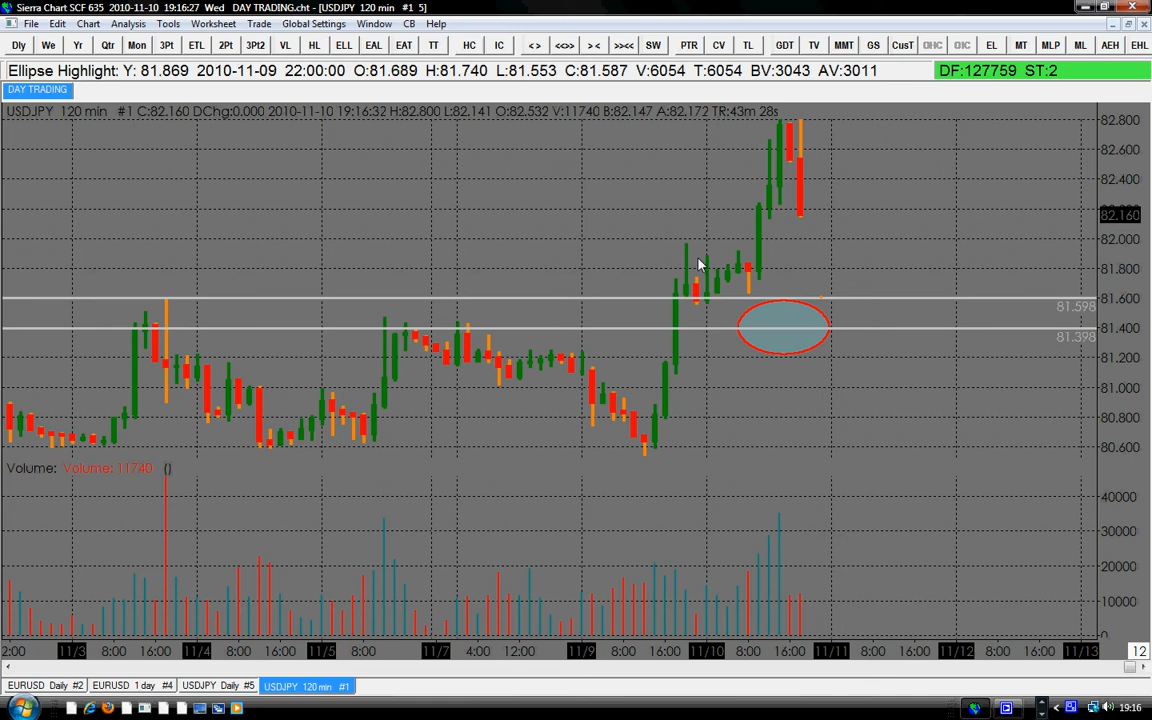 Sierra Chart SCF 635 2010-11-10 19:16:27 Wed DAY TRADING.cht - [USDJPY 120 min #1 5]
File Edit Chart Analysis Tools Worksheet Trade Global Settings Window CB Help
Dly We Yr Qtr Mon 3Pt ETL 2Pt 3Pt2 VL HL ELL EAL EAT TT HC IC <> <<>> >< >><< SW PTR CV TL GDT TV MMT GS CusT OHC OIC EL MT MLP ML AEH EHL
Ellipse Highlight: Y: 81.869 2010-11-09 22:00:00 O:81.689 H:81.740 L:81.553 C:81.587 V:6054 T:6054 BV:3043 AV:3011 DF:127759 ST:2
DAY TRADING
USDJPY 120 min #1 C:82.160 DChg:0.000 2010-11-10 19:16:32 H:82.800 L:82.141 O:82.532 V:11740 B:82.147 A:82.172 TR:43m 28s
82.800
82.600
82.400
82.160
82.000
81.800
81.600
81.598
81.400
81.398
81.200
81.000
80.800
80.600
Volume: Volume: 11740 {}
40000
30000
20000
10000
0
2:00 11/3 8:00 16:00 11/4 8:00 16:00 11/5 8:00 11/7 4:00 12:00 11/9 8:00 16:00 11/10 8:00 16:00 11/11 11/12 11/13 12
EURUSD Daily #2 EURUSD 1 day #4 USDJPY Daily #5 USDJPY 120 min #1
19:16